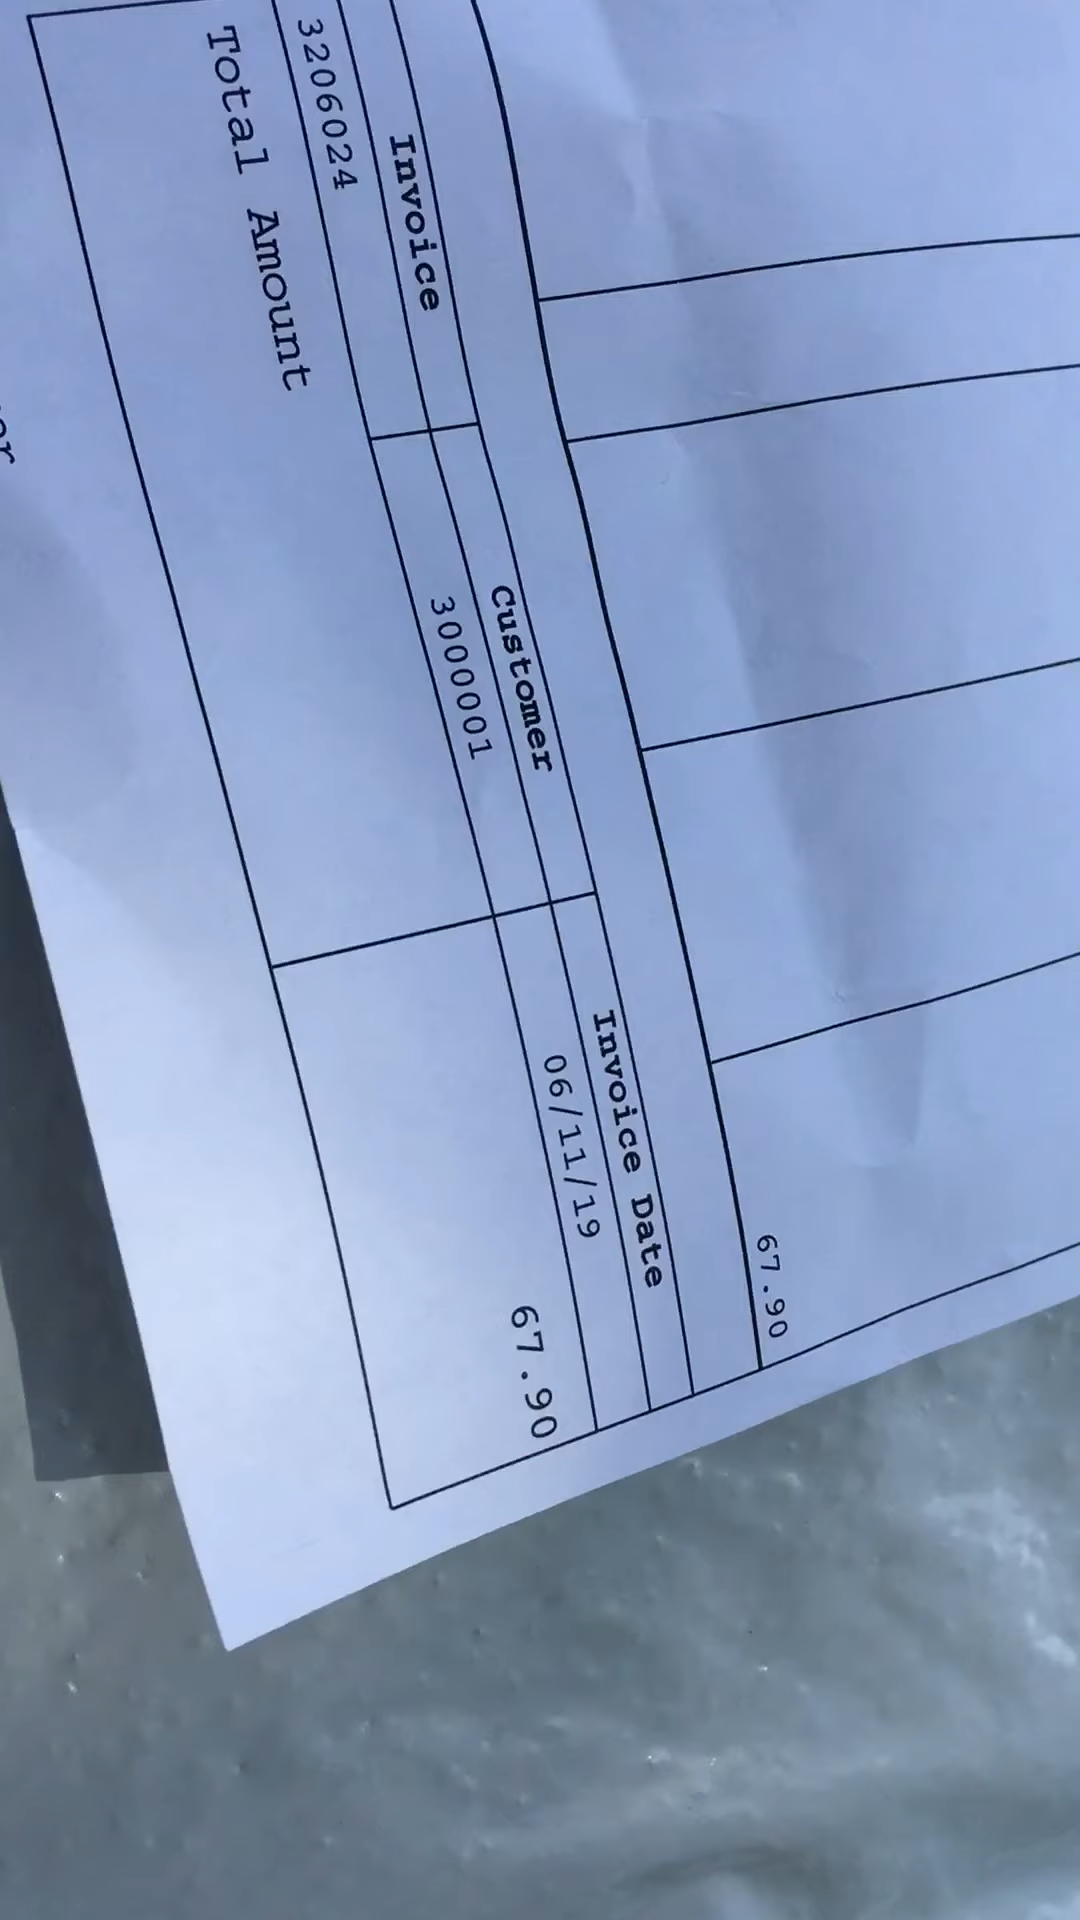 67.90
Invoice Customer Invoice Date
3206024 3000001 06/11/19
Total Amount 67.90